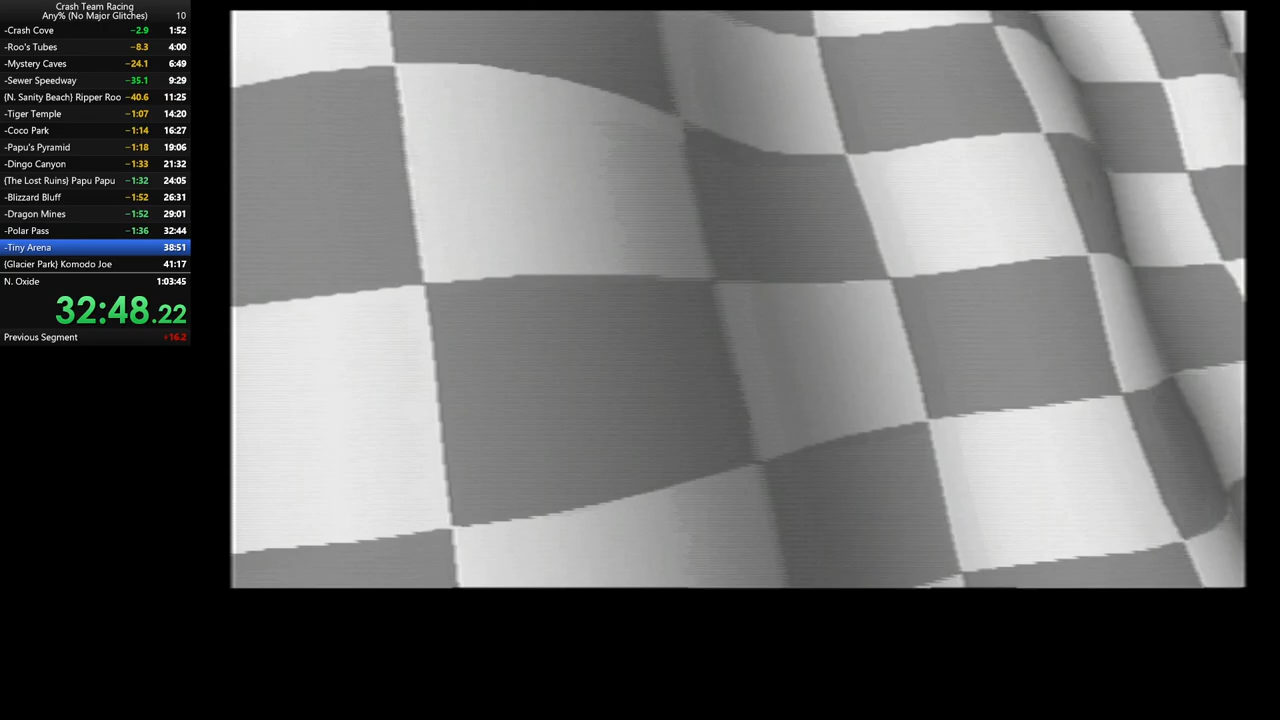 Crash Team Racing
Any% (No Major Glitches) 10
-Crash Cove −2.9 1:52
-Roo's Tubes −8.3 4:00
-Mystery Caves −24.1 6:49
-Sewer Speedway −35.1 9:29
{N. Sanity Beach} Ripper Roo −40.6 11:25
-Tiger Temple −1:07 14:20
-Coco Park −1:14 16:27
-Papu's Pyramid −1:18 19:06
-Dingo Canyon −1:33 21:32
{The Lost Ruins} Papu Papu −1:32 24:05
-Blizzard Bluff −1:52 26:31
-Dragon Mines −1:52 29:01
-Polar Pass −1:36 32:44
-Tiny Arena 38:51
{Glacier Park} Komodo Joe 41:17
N. Oxide 1:03:45
32:48.22
Previous Segment +16.2